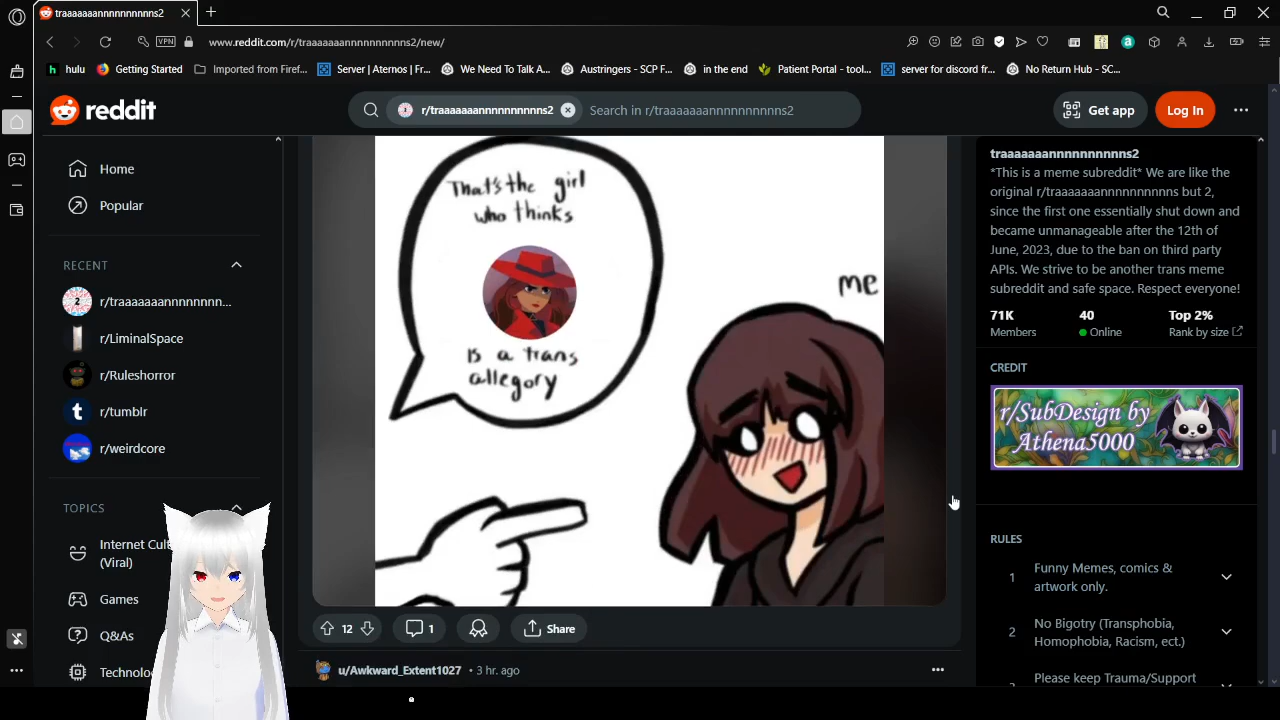 traaaaaaannnnnnnnnns2
www.reddit.com/r/traaaaaaannnnnnnnnns2/new/
VPN
hulu
Getting Started
Imported from Firef...
Server | Aternos | Fr...
We Need To Talk A...
Austringers - SCP F...
in the end
Patient Portal - tool...
server for discord fr...
No Return Hub - SC...
reddit
r/traaaaaaannnnnnnnnns2
Search in r/traaaaaaannnnnnnnnns2
Get app
Log In
Home
Popular
RECENT
r/traaaaaaannnnnnn...
r/LiminalSpace
r/Ruleshorror
r/tumblr
r/weirdcore
TOPICS
Internet Cul
(Viral)
Games
Q&As
Technolo
That's the girl
who thinks
is a trans
allegory
me
12
1
Share
u/Awkward_Extent1027 • 3 hr. ago
traaaaaaannnnnnnnnns2
*This is a meme subreddit* We are like the
original r/traaaaaaannnnnnnnnns but 2,
since the first one essentially shut down and
became unmanageable after the 12th of
June, 2023, due to the ban on third party
APIs. We strive to be another trans meme
subreddit and safe space. Respect everyone!
71K
Members
40
Online
Top 2%
Rank by size
CREDIT
r/SubDesign by
Athena5000
RULES
1
Funny Memes, comics &
artwork only.
2
No Bigotry (Transphobia,
Homophobia, Racism, ect.)
Please keep Trauma/Support